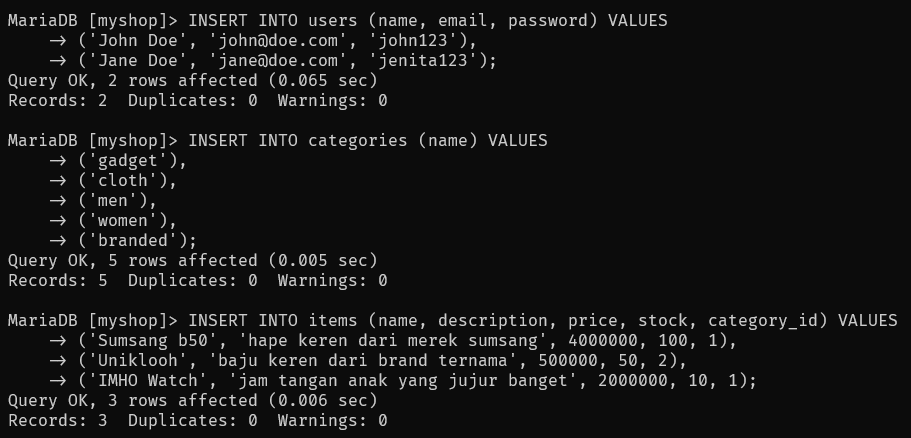 MariaDB [myshop]> INSERT INTO users (name, email, password) VALUES
    -> ('John Doe', 'john@doe.com', 'john123'),
    -> ('Jane Doe', 'jane@doe.com', 'jenita123');
Query OK, 2 rows affected (0.065 sec)
Records: 2  Duplicates: 0  Warnings: 0

MariaDB [myshop]> INSERT INTO categories (name) VALUES
    -> ('gadget'),
    -> ('cloth'),
    -> ('men'),
    -> ('women'),
    -> ('branded');
Query OK, 5 rows affected (0.005 sec)
Records: 5  Duplicates: 0  Warnings: 0

MariaDB [myshop]> INSERT INTO items (name, description, price, stock, category_id) VALUES
    -> ('Sumsang b50', 'hape keren dari merek sumsang', 4000000, 100, 1),
    -> ('Uniklooh', 'baju keren dari brand ternama', 500000, 50, 2),
    -> ('IMHO Watch', 'jam tangan anak yang jujur banget', 2000000, 10, 1);
Query OK, 3 rows affected (0.006 sec)
Records: 3  Duplicates: 0  Warnings: 0